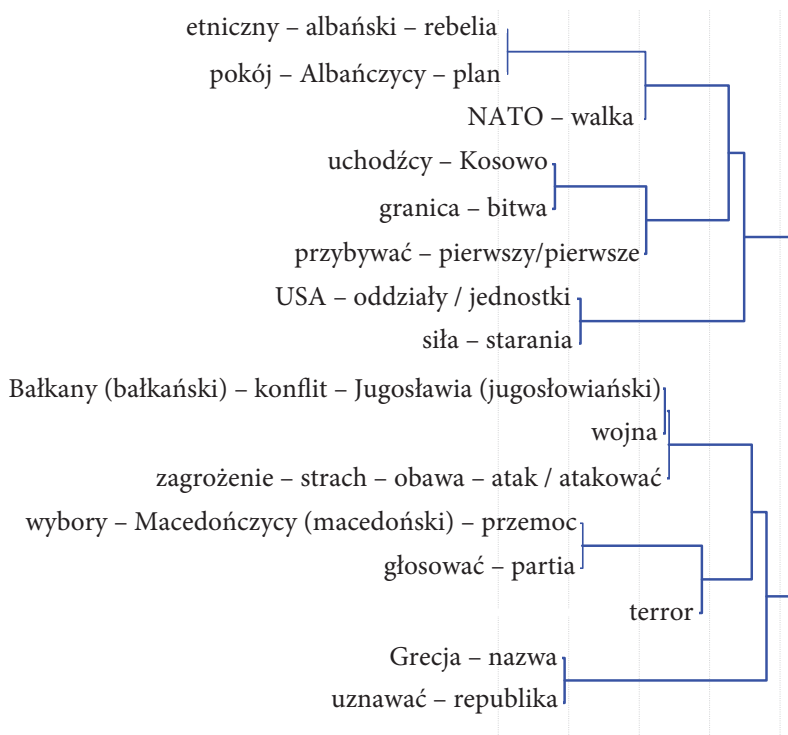 etniczny – albański – rebelia
pokój – Albańczycy – plan
NATO – walka
uchodźcy – Kosowo
granica – bitwa
przybywać – pierwszy/pierwsze
USA – oddziały / jednostki
siła – starania
Bałkany (bałkański) – konflit – Jugosławia (jugosłowiański)
wojna
zagrożenie – strach – obawa – atak / atakować
wybory – Macedończycy (macedoński) – przemoc
głosować – partia
terror
Grecja – nazwa
uznawać – republika